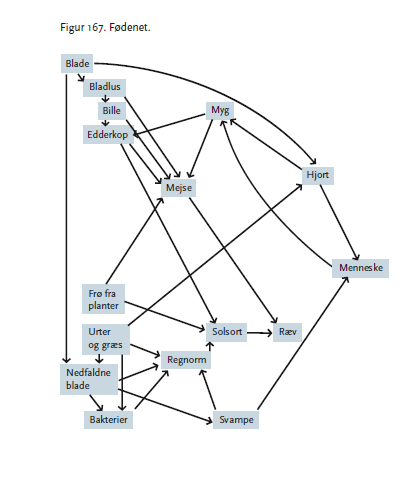 Figur 167. Fødenet.
Blade
Bladlus
Bille
Myg
Edderkop
Hjort
Mejse
Menneske
Frø fra
planter
Urter
og græs
Solsort
Ræv
Regnorm
Nedfaldne
blade
Bakterier
Svampe